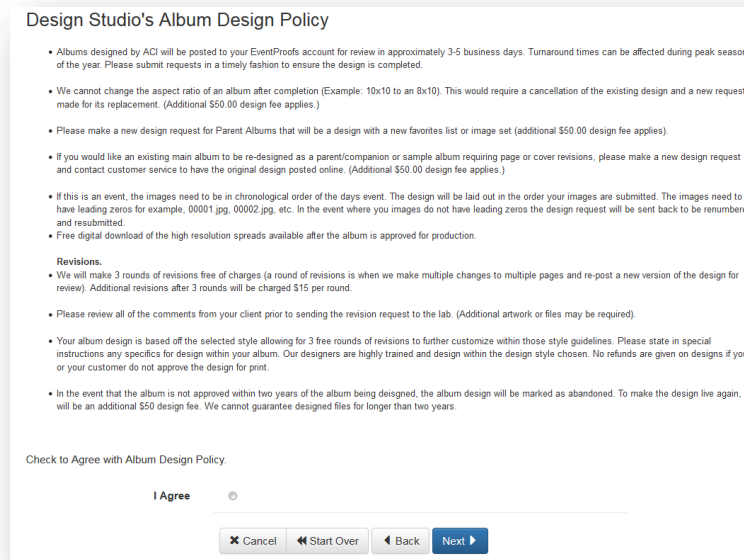 Design Studio's Album Design Policy
• Albums designed by ACI will be posted to your EventProofs account for review in approximately 3-5 business days. Turnaround times can be affected during peak
of the year. Please submit requests in a timely fashion to ensure the design is completed.
• We cannot change the aspect ratio of an album after completion (Example: 10x10 to an 8x10). This would require a cancellation of the existing design and a new request
made for its replacement. (Additional $50.00 design fee applies.)
• Please make a new design request for Parent Albums that will be a design with a new favorites list or image set (additional $50.00 design fee applies).
• If you would like an existing main album to be re-designed as a parent/companion or sample album requiring page or cover revisions, please make a new design request
and contact customer service to have the original design posted online. (Additional $50.00 design fee applies.)
• If this is an event, the images need to be in chronological order of the days event. The design will be laid out in the order your images are submitted. The images need to
have leading zeros for example, 00001.jpg, 00002.jpg, etc. In the event where you images do not have leading zeros the design request will be sent back to be
and resubmitted.
• Free digital download of the high resolution spreads available after the album is approved for production.
Revisions.
• We will make 3 rounds of revisions free of charges (a round of revisions is when we make multiple changes to multiple pages and re-post a new version of the design for
review). Additional revisions after 3 rounds will be charged $15 per round.
• Please review all of the comments from your client prior to sending the revision request to the lab. (Additional artwork or files may be required).
• Your album design is based off the selected style allowing for 3 free rounds of revisions to further customize within those style guidelines. Please state in special
instructions any specifics for design within your album. Our designers are highly trained and design within the design style chosen. No refunds are given on designs if
or your customer do not approve the design for print.
• In the event that the album is not approved within two years of the album being deisgned, the album design will be marked as abandoned. To make the design live again,
will be an additional $50 design fee. We cannot guarantee designed files for longer than two years.
Check to Agree with Album Design Policy.
I Agree
Cancel Start Over Back Next